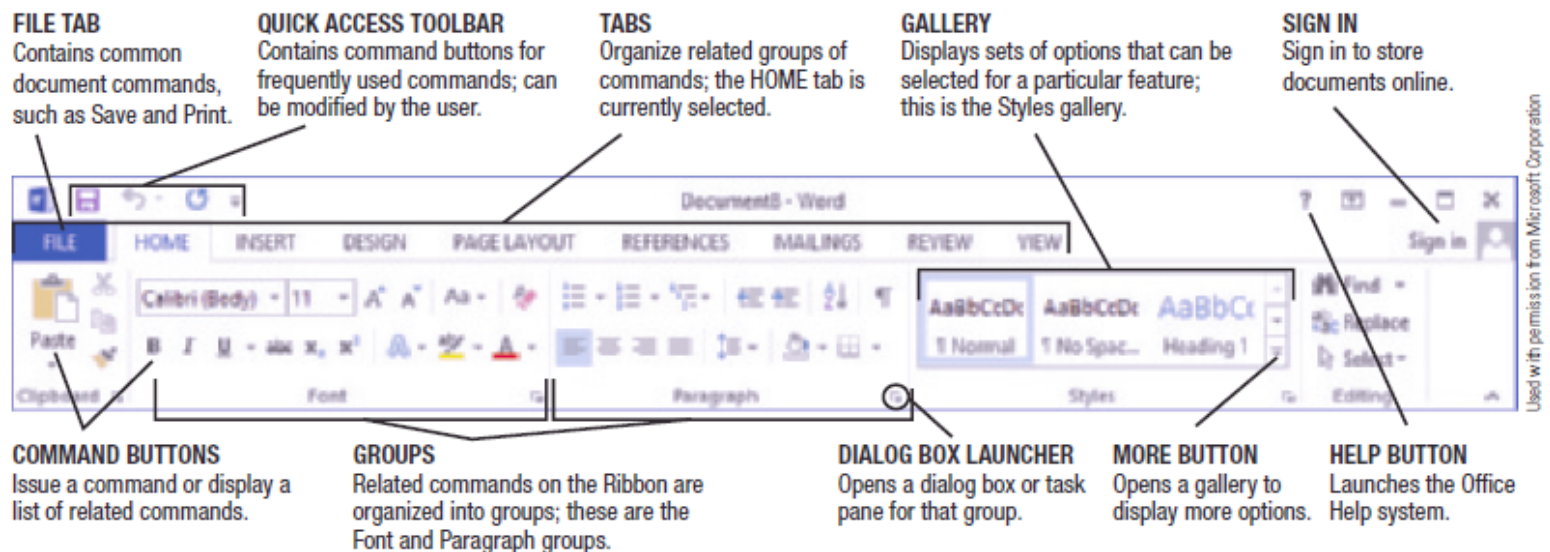 FILE TAB
Contains common
document commands,
such as Save and Print.
QUICK ACCESS TOOLBAR
Contains command buttons for
frequently used commands; can
be modified by the user.
TABS
Organize related groups of
commands; the HOME tab is
currently selected.
GALLERY
Displays sets of options that can be
selected for a particular feature;
this is the Styles gallery.
SIGN IN
Sign in to store
documents online.
Used with permission from Microsoft Corporation
Document8 - Word
?
FILE HOME INSERT DESIGN PAGE LAYOUT REFERENCES MAILINGS REVIEW VIEW Sign in
Calibri (Body) 11 A A Aa
AaBbCcDc AaBbCcDc AaBbCc
Find
Replace
Select
Paste
B I U abc x₂ x² A aby A
¶ Normal ¶ No Spac... Heading 1
Clipboard Font Paragraph Styles Editing
COMMAND BUTTONS
Issue a command or display a
list of related commands.
GROUPS
Related commands on the Ribbon are
organized into groups; these are the
Font and Paragraph groups.
DIALOG BOX LAUNCHER
Opens a dialog box or task
pane for that group.
MORE BUTTON
Opens a gallery to
display more options.
HELP BUTTON
Launches the Office
Help system.